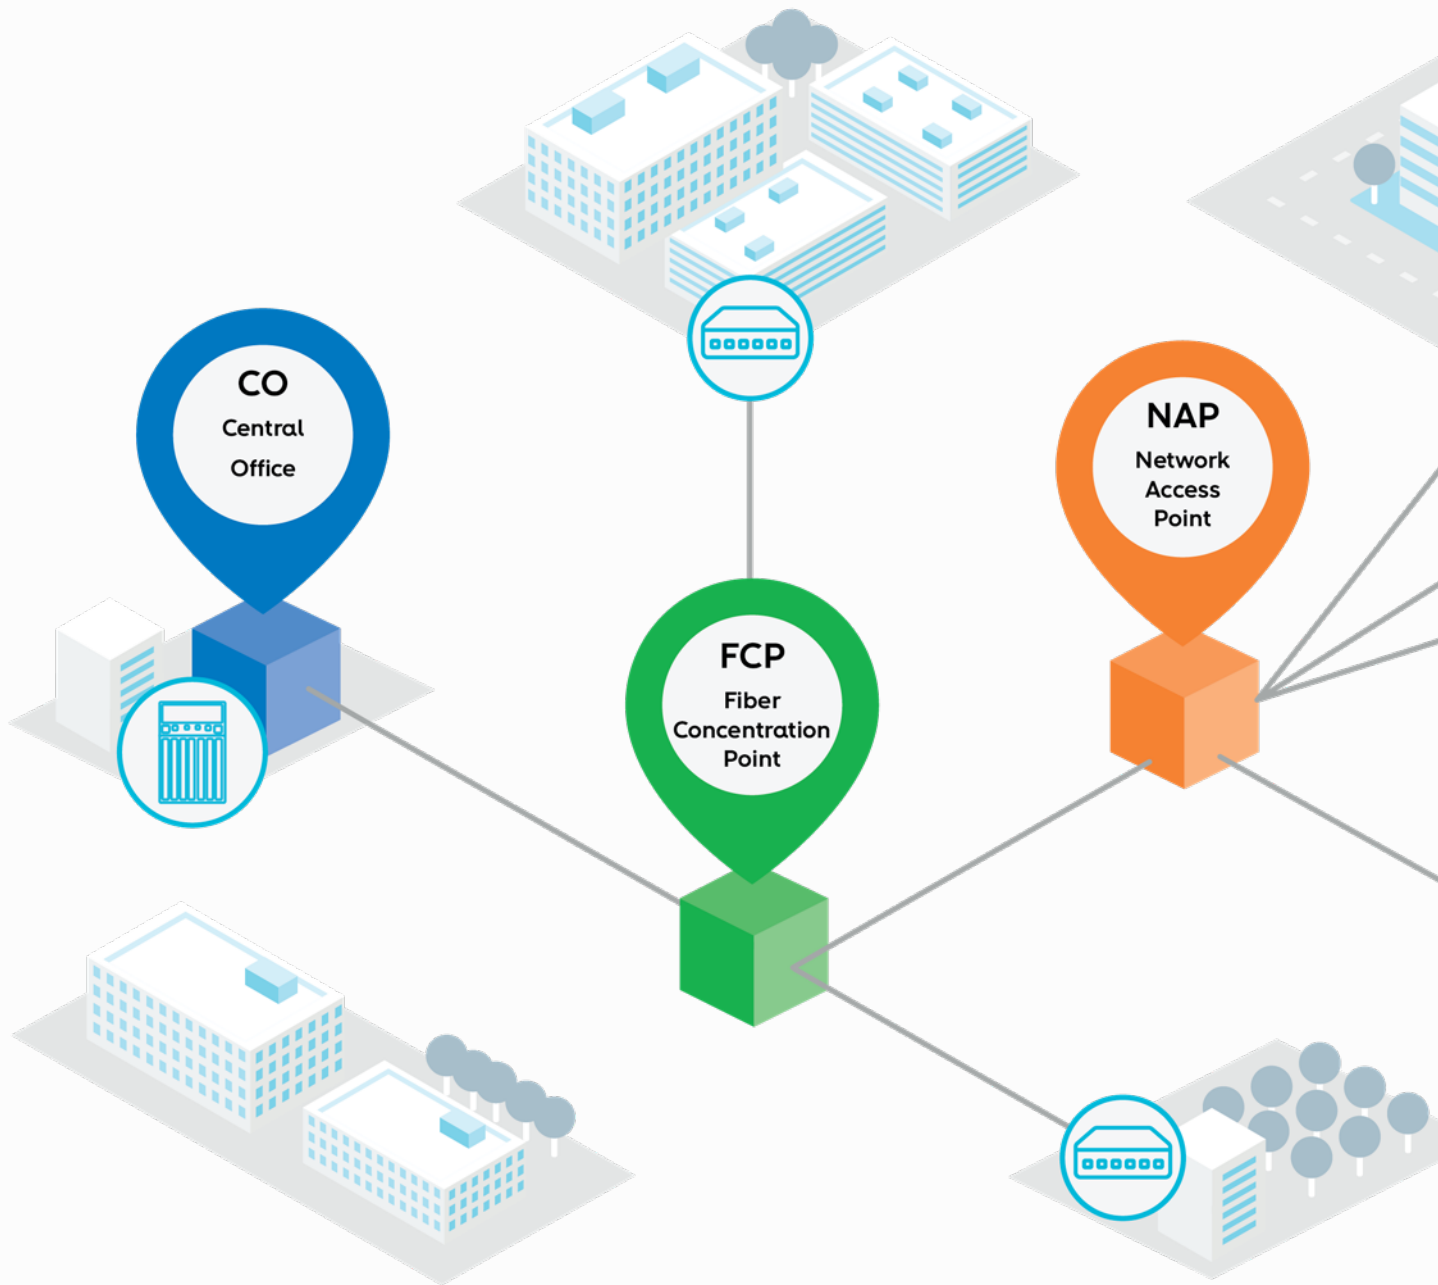 CO
Central
Office
NAP
Network
Access
Point
FCP
Fiber
Concentration
Point